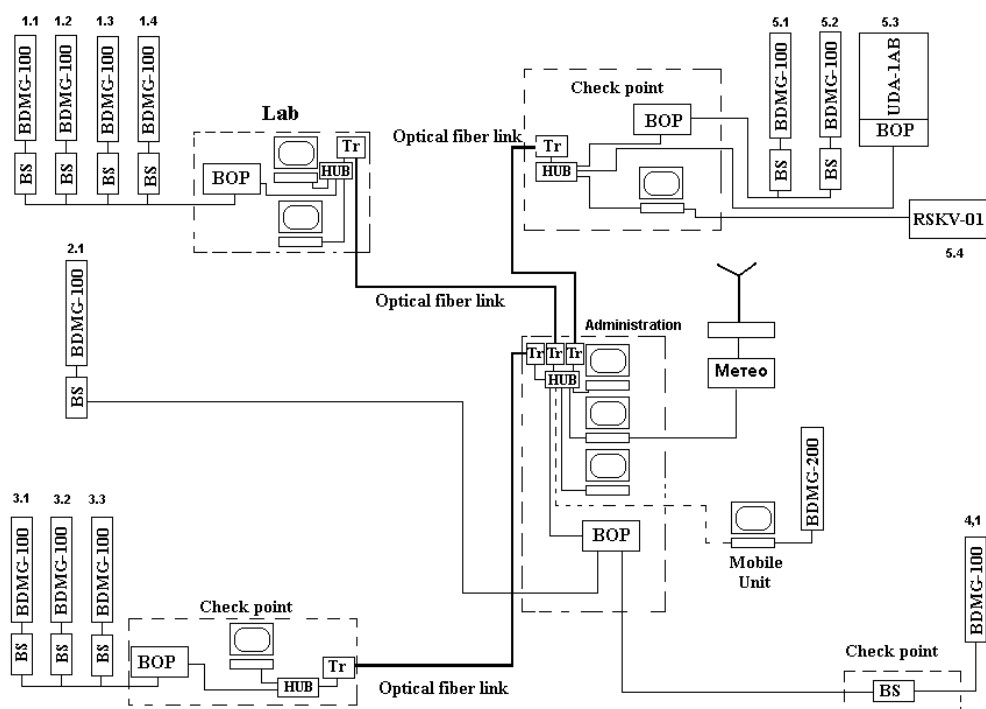 1.1 1.2 1.3 1.4
BDMG-100 BDMG-100 BDMG-100 BDMG-100
BS BS BS BS
Lab
BOP
HUB
Tr
Optical fiber link
Check point
Tr
HUB
BOP
5.1 5.2 5.3
BDMG-100 BDMG-100 UDA-1AB
BOP
BS BS
RSKV-01
5.4
2.1
BDMG-100
BS
Optical fiber link
Administration
Tr Tr Tr
HUB
BOP
Метео
BDMG-200
Mobile
Unit
3.1 3.2 3.3
BDMG-100 BDMG-100 BDMG-100
BS BS BS
Check point
BOP
HUB
Tr
Optical fiber link
4,1
BDMG-100
Check point
BS